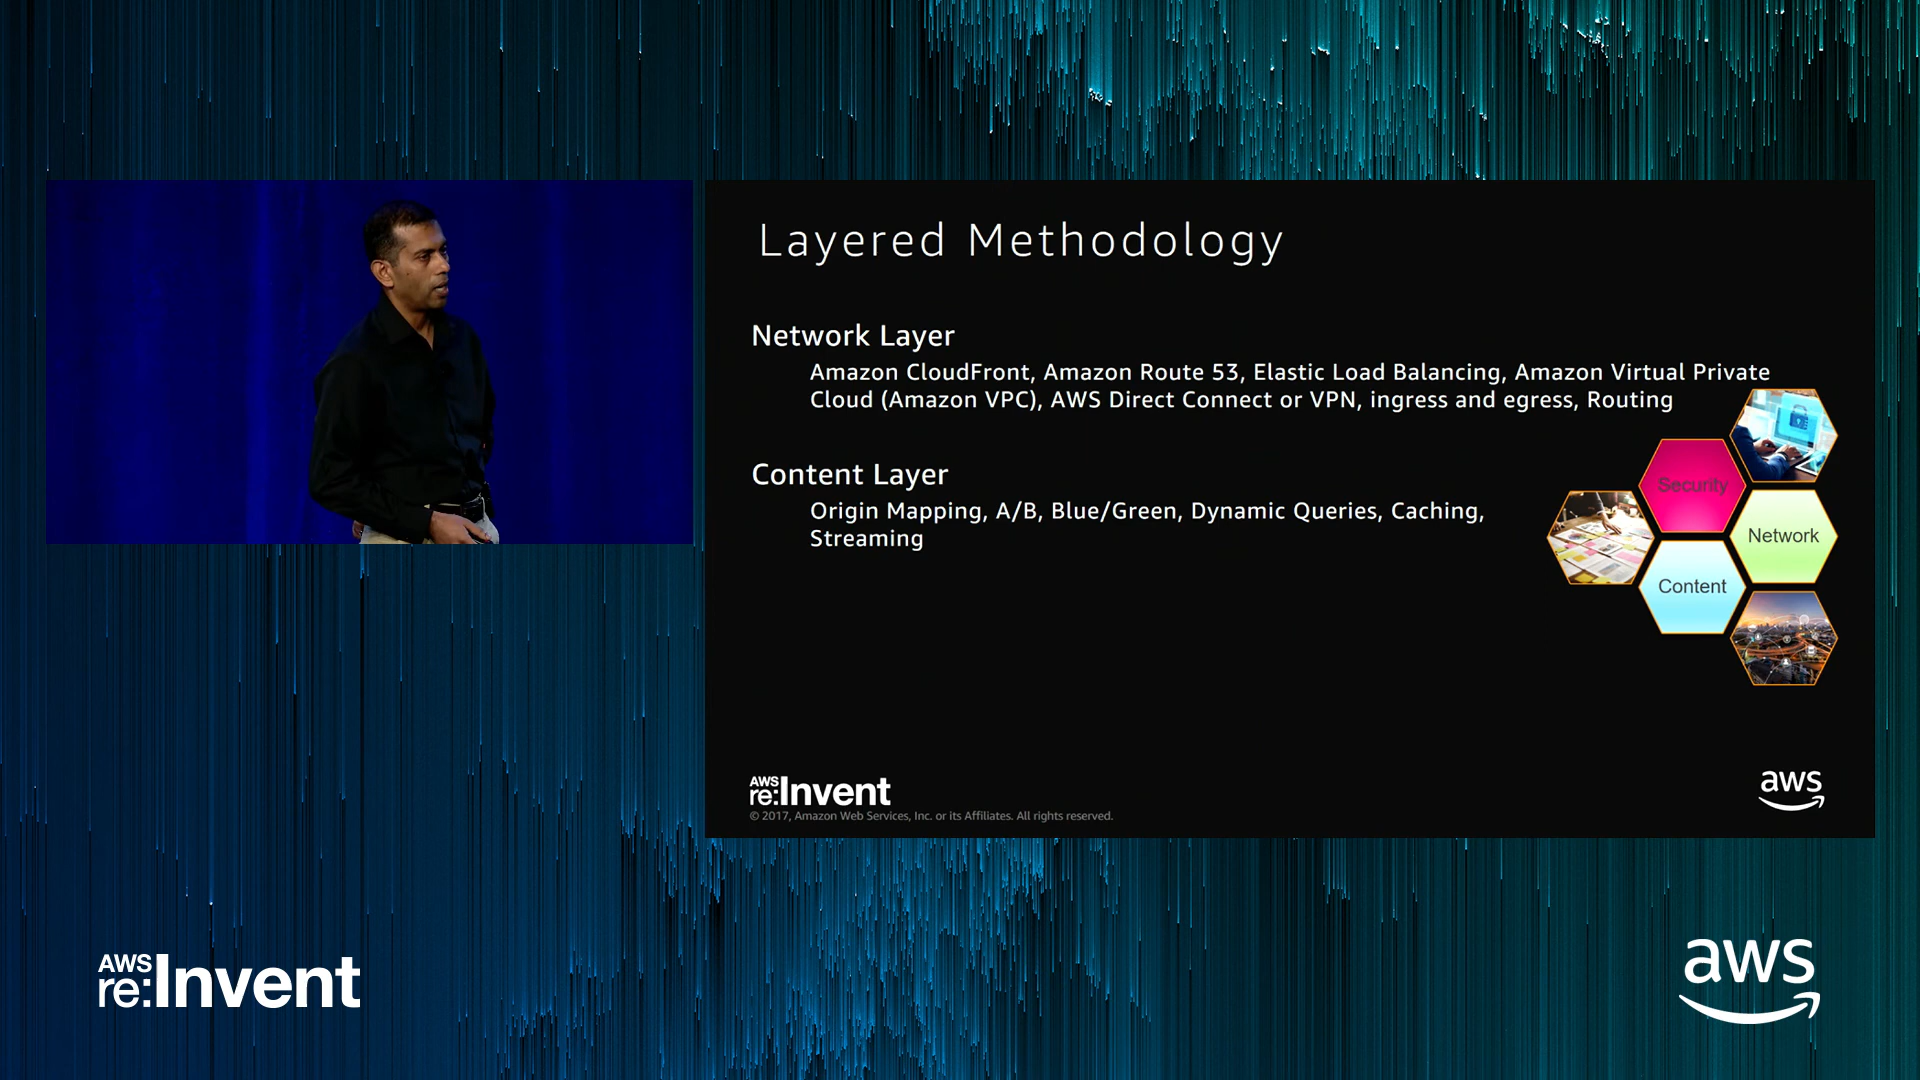 Layered Methodology
Network Layer
Amazon CloudFront, Amazon Route 53, Elastic Load Balancing, Amazon Virtual Private
Cloud (Amazon VPC), AWS Direct Connect or VPN, ingress and egress, Routing
Content Layer
Origin Mapping, A/B, Blue/Green, Dynamic Queries, Caching,
Streaming
Security
Network
Content
AWS
re:Invent
© 2017, Amazon Web Services, Inc. or its Affiliates. All rights reserved.
aws
AWS
re:Invent
aws